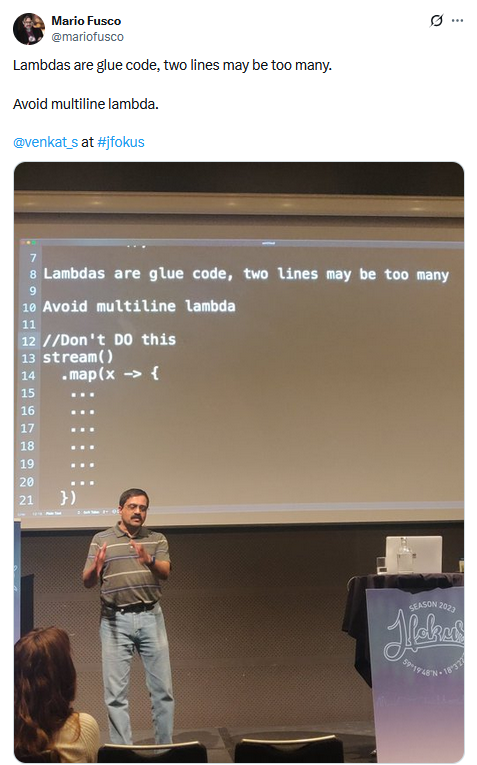 Mario Fusco
@mariofusco
Lambdas are glue code, two lines may be too many.
Avoid multiline lambda.
@venkat_s at #jfokus
7
8 Lambdas are glue code, two lines may be too many
9
10 Avoid multiline lambda
11
12 //Don't DO this
13 stream()
14 .map(x -> {
15 ...
16 ...
17 ...
18 ...
19 ...
20 ...
21 })
SEASON 2023
Jfokus